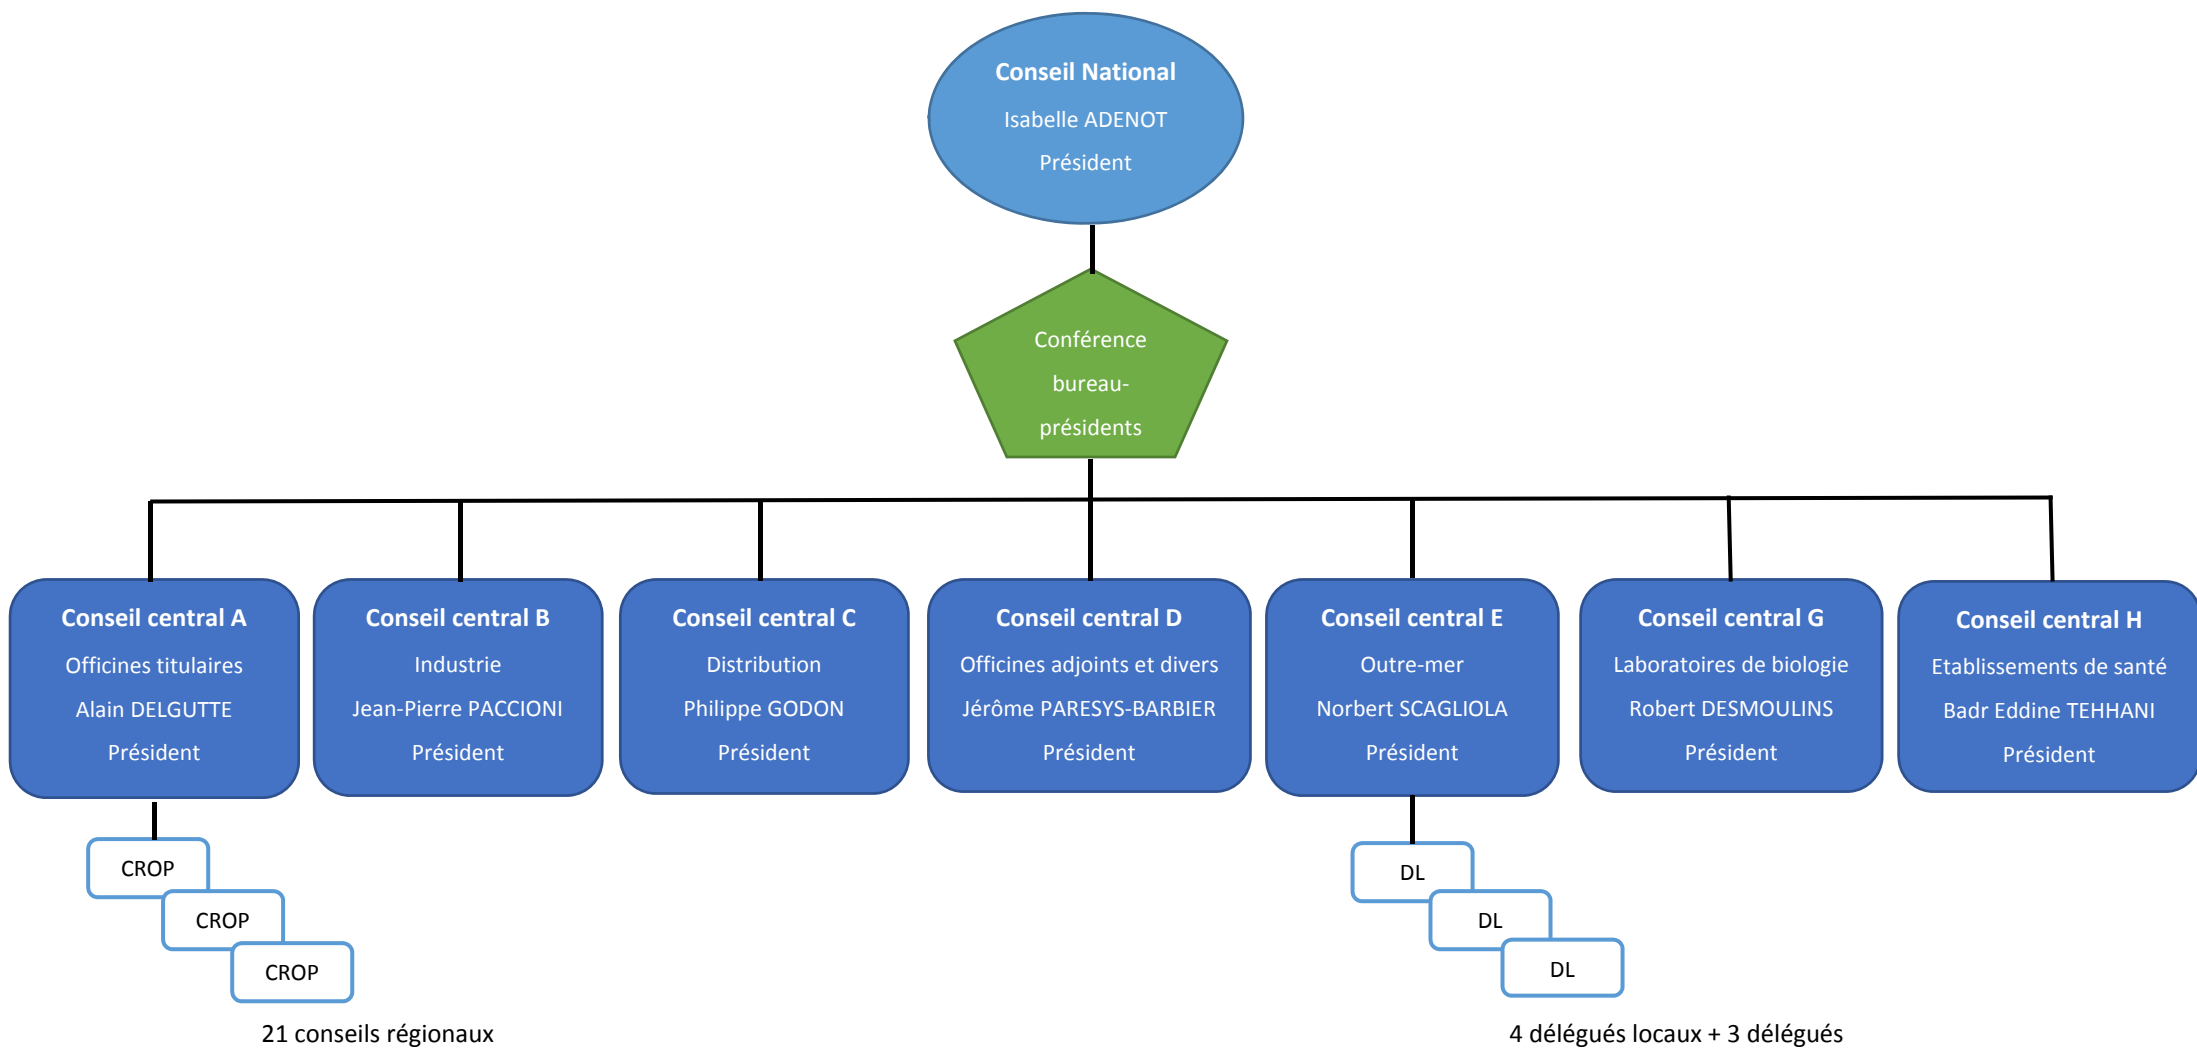 Conseil National
Isabelle ADENOT
Président
Conférence
bureau-
présidents
Conseil central A
Officines titulaires
Alain DELGUTTE
Président
Conseil central B
Industrie
Jean-Pierre PACCIONI
Président
Conseil central C
Distribution
Philippe GODON
Président
Conseil central D
Officines adjoints et divers
Jérôme PARESYS-BARBIER
Président
Conseil central E
Outre-mer
Norbert SCAGLIOLA
Président
Conseil central G
Laboratoires de biologie
Robert DESMOULINS
Président
Conseil central H
Etablissements de santé
Badr Eddine TEHHANI
Président
CROP
CROP
CROP
21 conseils régionaux
DL
DL
DL
4 délégués locaux + 3 délégués